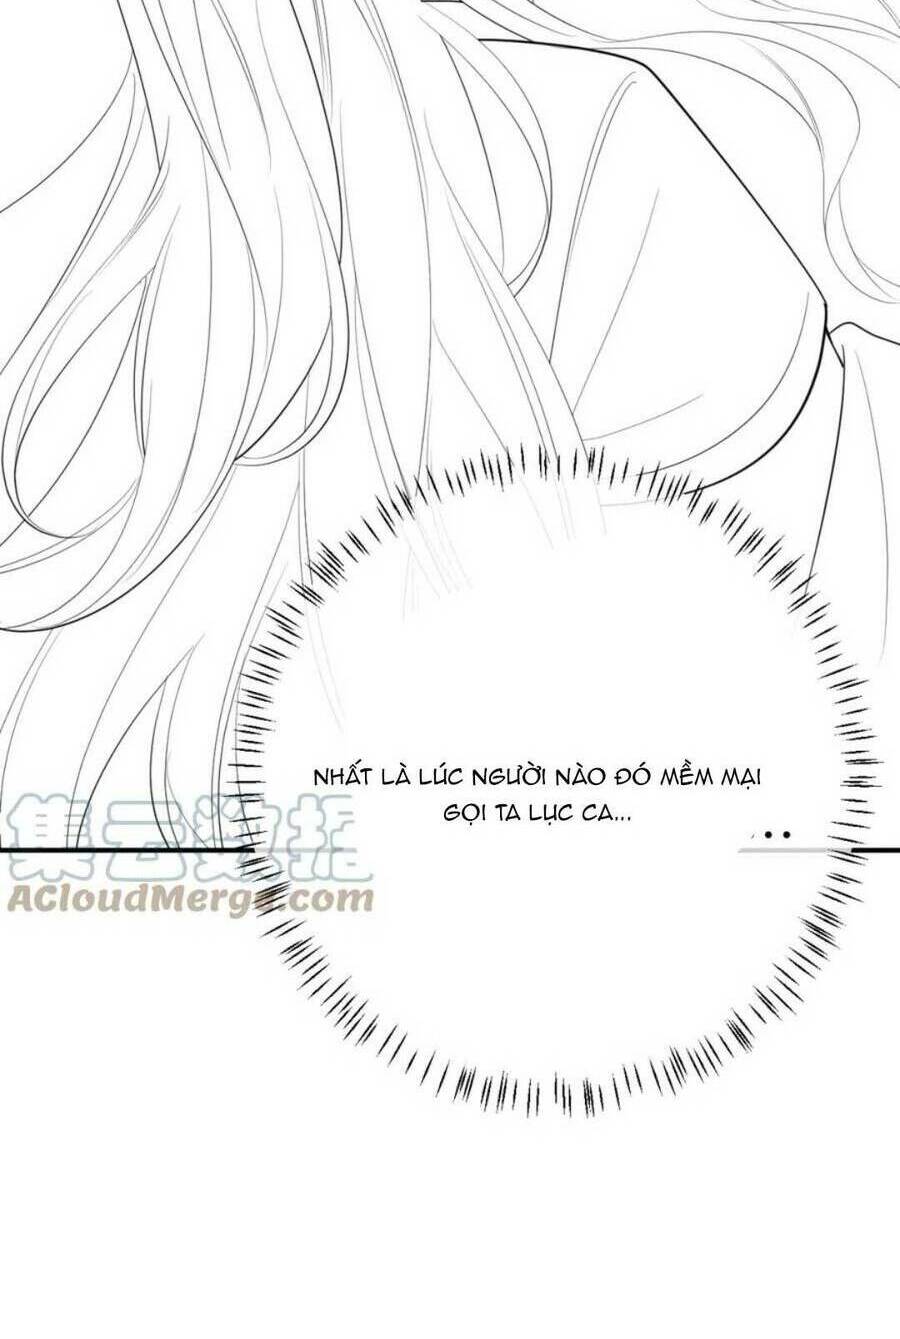 NHẤT LÀ LÚC NGƯỜI NÀO ĐÓ MỀM MẠI
GỌI TA LỤC CA...
集云数据
ACloudMerge.com